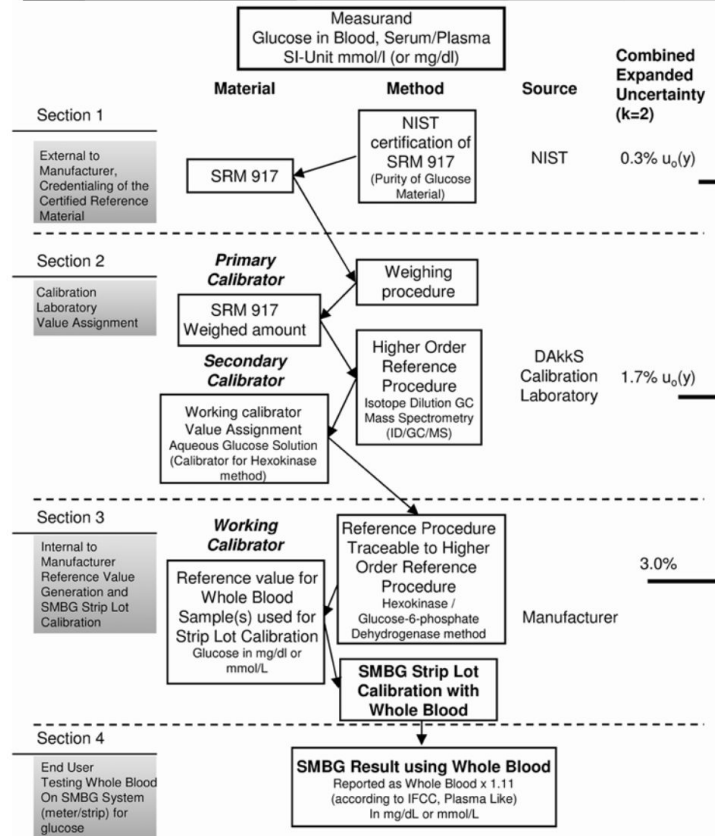 Measurand
Glucose in Blood, Serum/Plasma
SI-Unit mmol/l (or mg/dl)
Material
Method
Source
Combined
Expanded
Uncertainty
(k=2)
Section 1
External to
Manufacturer,
Credentialing of the
Certified Reference
Material
SRM 917
NIST
certification of
SRM 917
(Purity of Glucose
Material)
NIST
0.3% uₒ(y)
Section 2
Calibration
Laboratory
Value Assignment
Primary
Calibrator
SRM 917
Weighed amount
Weighing
procedure
Secondary
Calibrator
Working calibrator
Value Assignment
Aqueous Glucose Solution
(Calibrator for Hexokinase
method)
Higher Order
Reference
Procedure
Isotope Dilution GC
Mass Spectrometry
(ID/GC/MS)
DAkkS
Calibration
Laboratory
1.7% uₒ(y)
Section 3
Internal to
Manufacturer
Reference Value
Generation and
SMBG Strip Lot
Calibration
Working
Calibrator
Reference value for
Whole Blood
Sample(s) used for
Strip Lot Calibration
Glucose in mg/dl or
mmol/L
Reference Procedure
Traceable to Higher
Order Reference
Procedure
Hexokinase /
Glucose-6-phosphate
Dehydrogenase method
Manufacturer
3.0%
SMBG Strip Lot
Calibration with
Whole Blood
Section 4
End User
Testing Whole Blood
On SMBG System
(meter/strip) for
glucose
SMBG Result using Whole Blood
Reported as Whole Blood x 1.11
(according to IFCC, Plasma Like)
In mg/dL or mmol/L